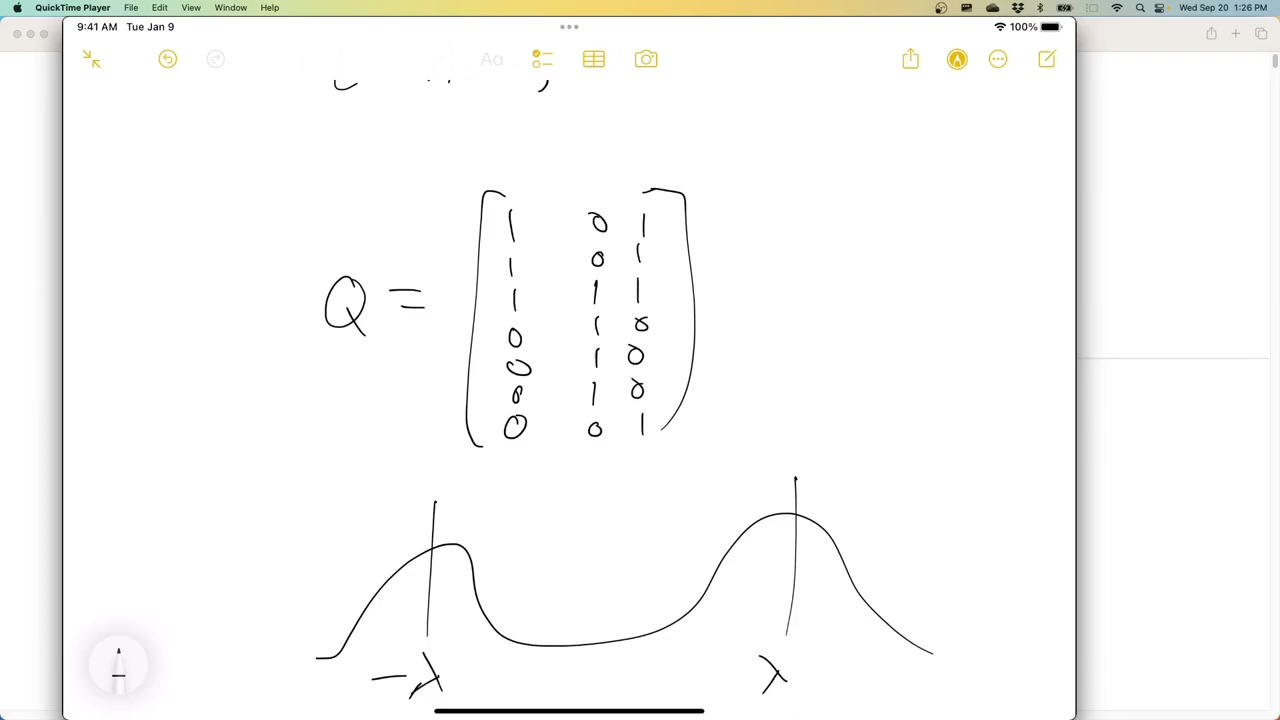 QuickTime Player File Edit View Window Help Wed Sep 20 1:26 PM
9:41 AM Tue Jan 9 100%
Aa
1 0 1
1 0 1
1 1 1
Q =
0 1 0
0 1 0
0 1 0
0 0 1
-λ λ